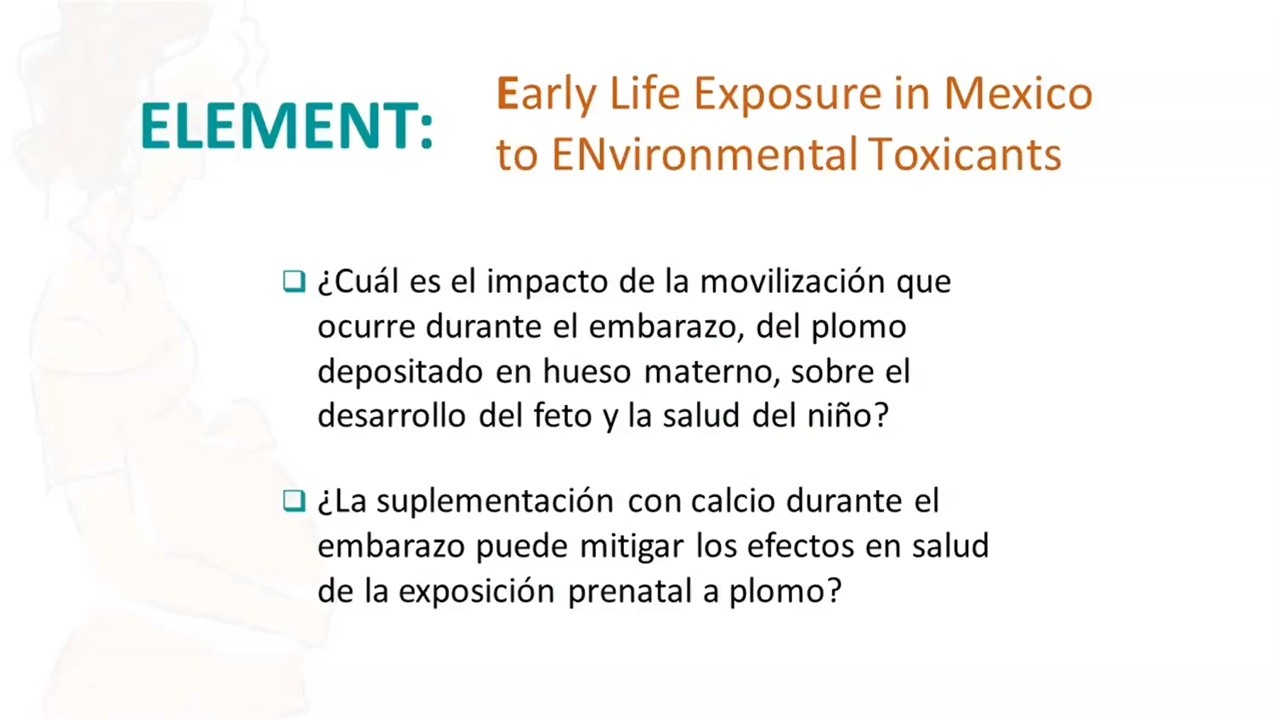 ELEMENT:
Early Life Exposure in Mexico
to ENvironmental Toxicants
¿Cuál es el impacto de la movilización que
ocurre durante el embarazo, del plomo
depositado en hueso materno, sobre el
desarrollo del feto y la salud del niño?
¿La suplementación con calcio durante el
embarazo puede mitigar los efectos en salud
de la exposición prenatal a plomo?